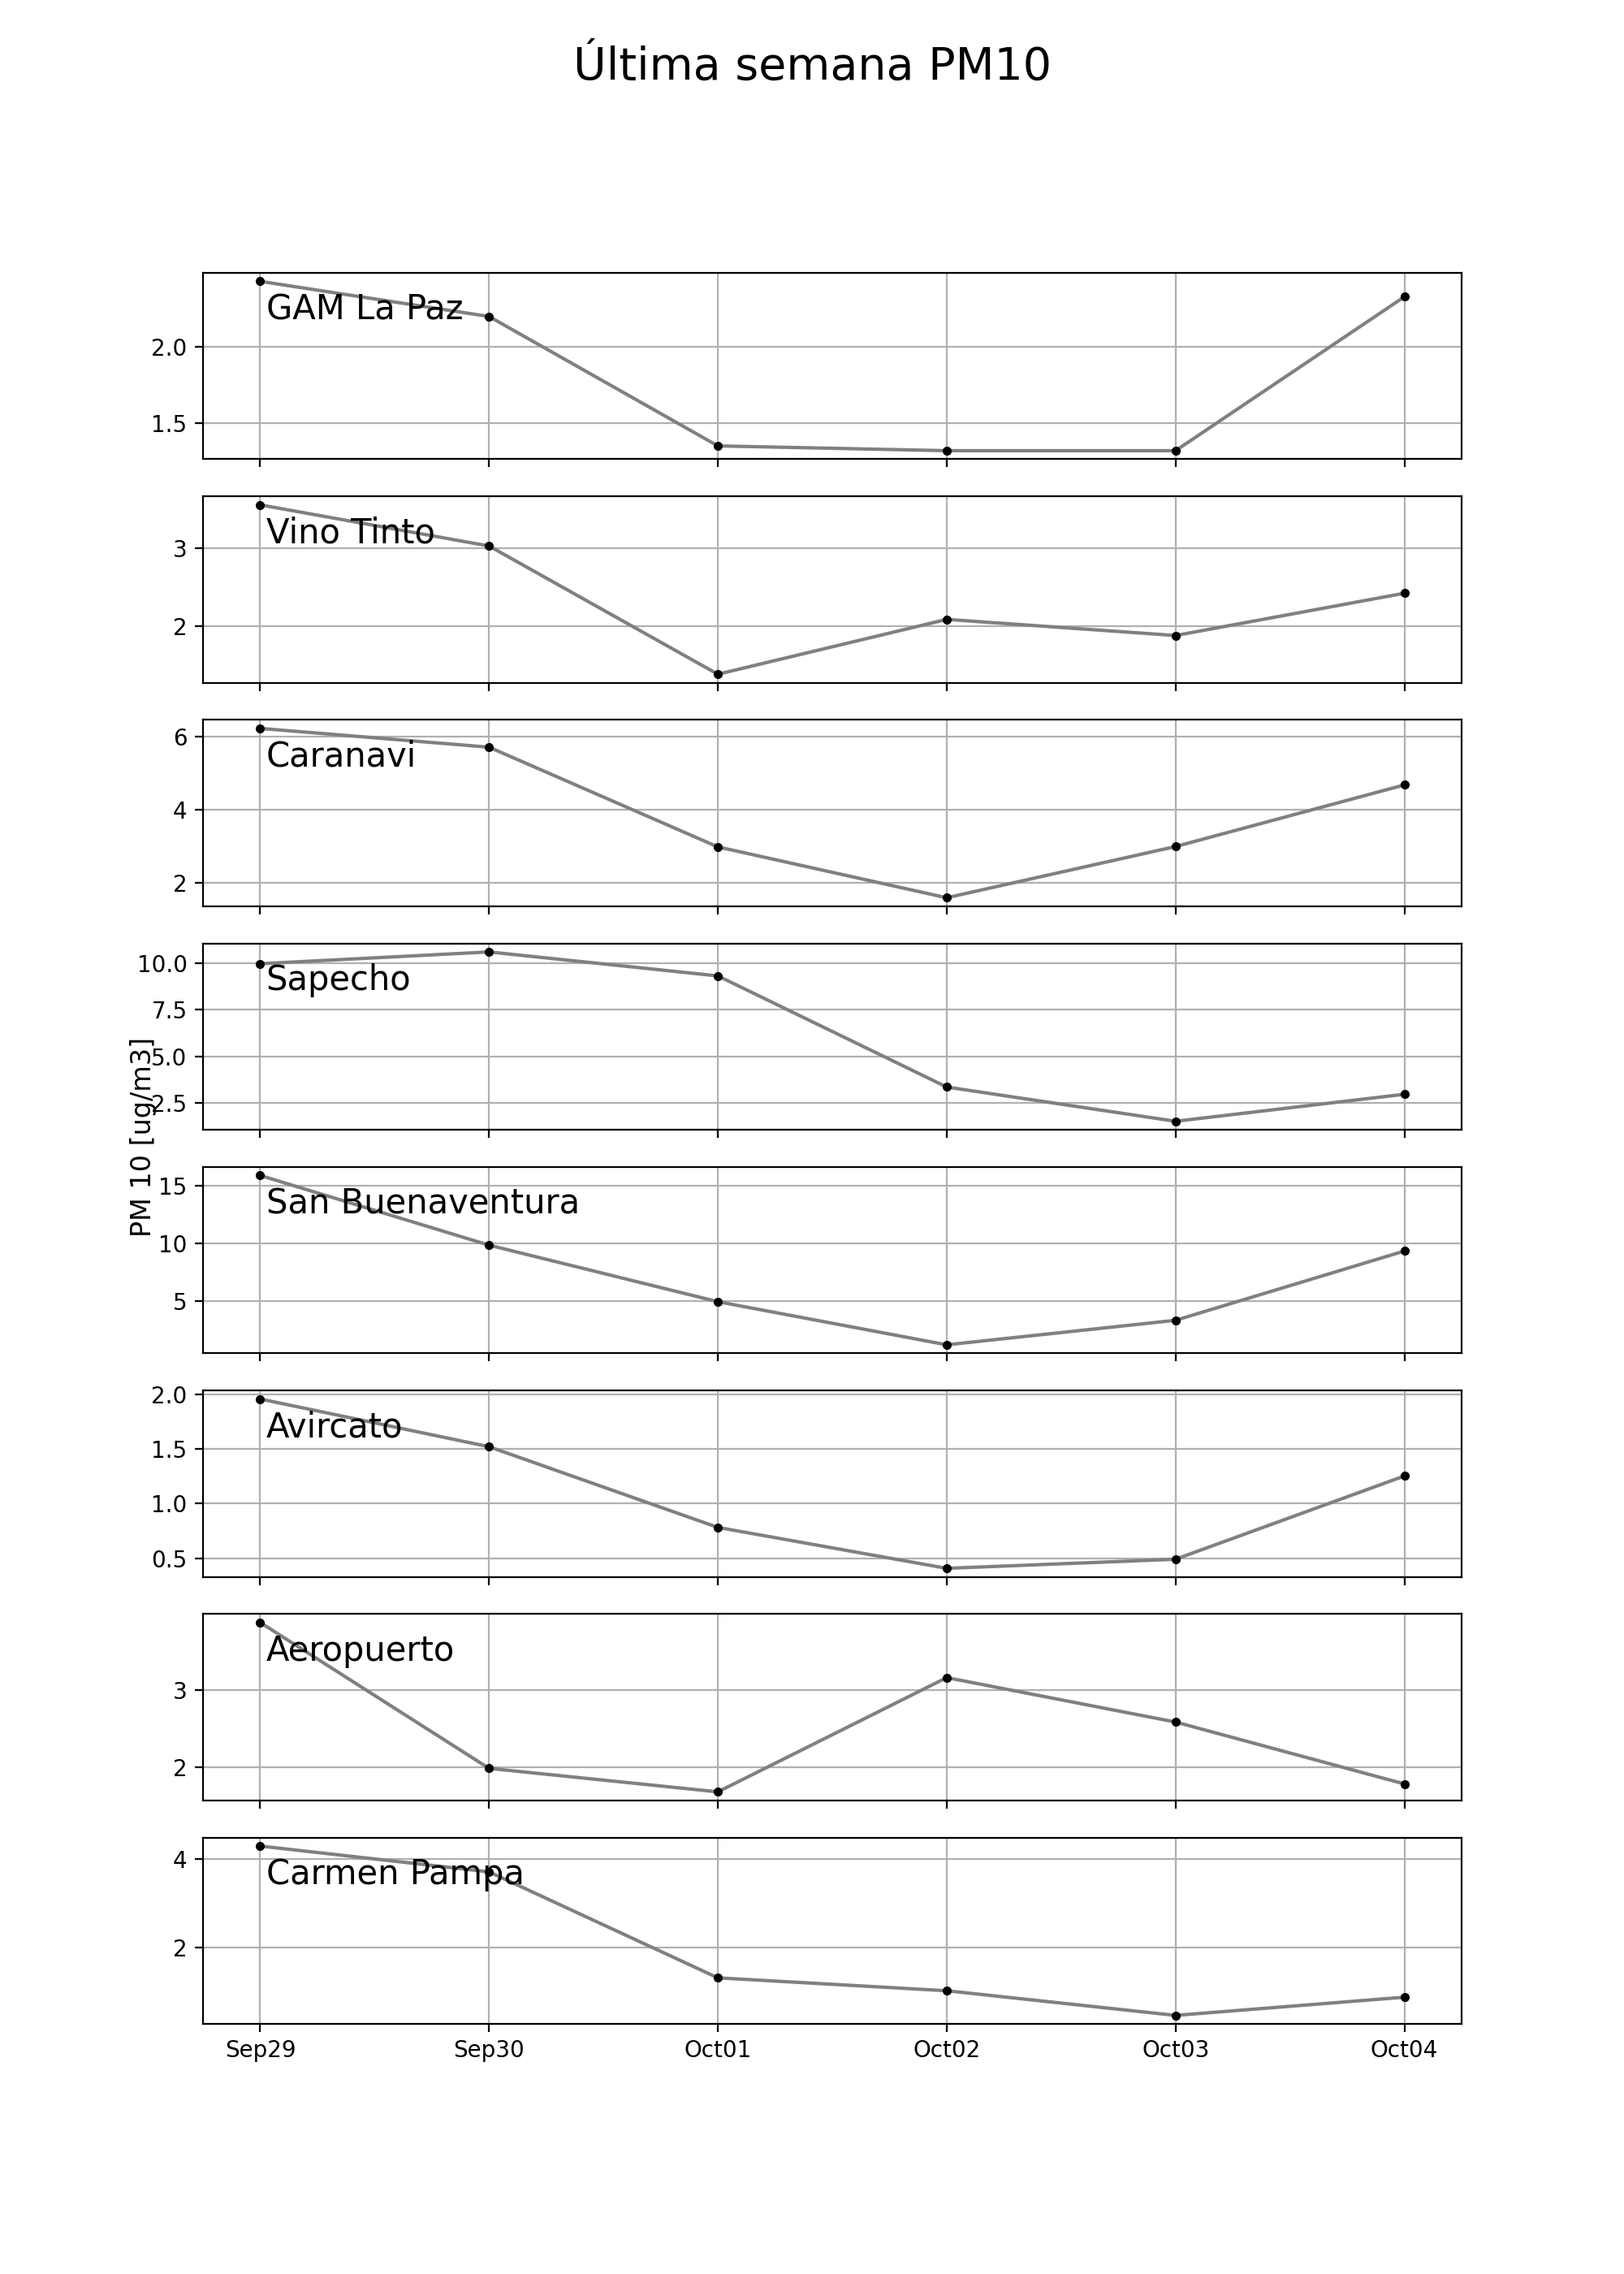 Última semana PM10
GAM La Paz
2.0
1.5
Vino Tinto
3
2
Caranavi
6
4
2
PM 10 [ug/m3]
Sapecho
10.0
7.5
5.0
2.5
San Buenaventura
15
10
5
Avircato
2.0
1.5
1.0
0.5
Aeropuerto
3
2
Carmen Pampa
4
2
Sep29 Sep30 Oct01 Oct02 Oct03 Oct04